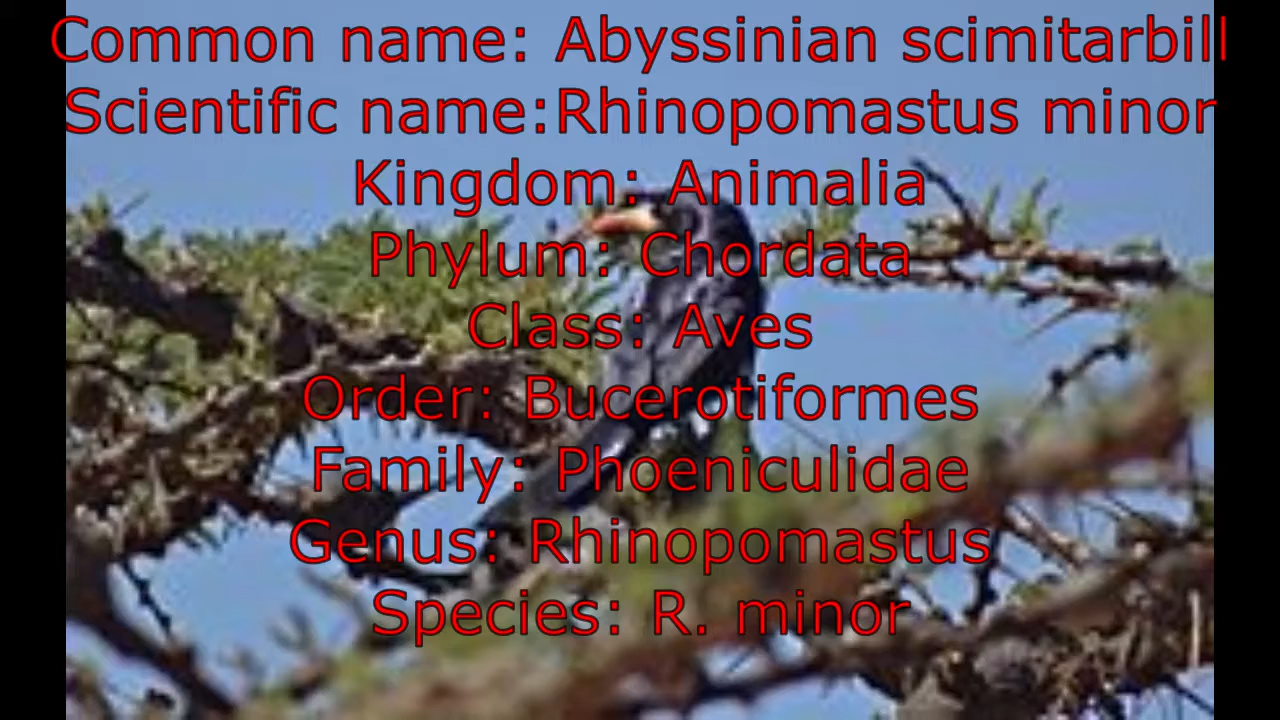 Common name: Abyssinian scimitarbill
Scientific name:Rhinopomastus minor
Kingdom: Animalia
Phylum: Chordata
Class: Aves
Order: Bucerotiformes
Family: Phoeniculidae
Genus: Rhinopomastus
Species: R. minor